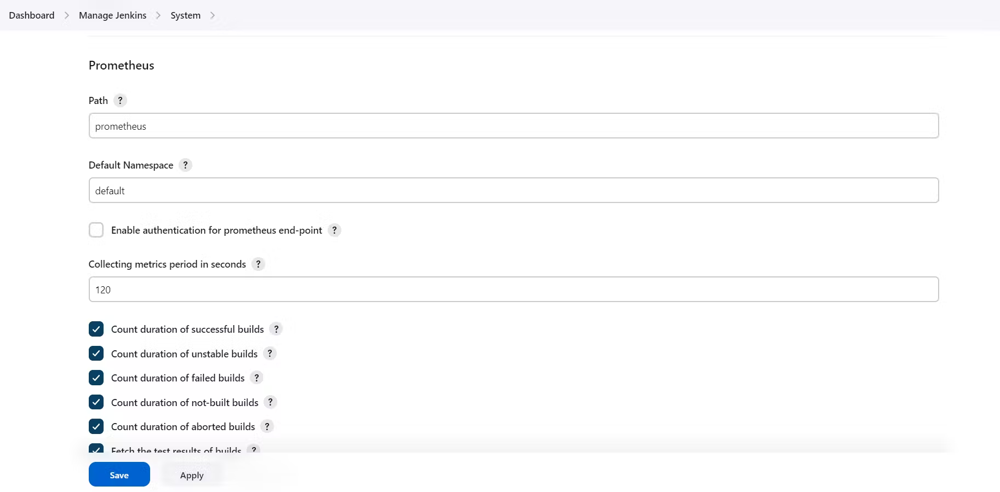 Dashboard > Manage Jenkins > System >
Prometheus
Path ?
prometheus
Default Namespace ?
default
Enable authentication for prometheus end-point ?
Collecting metrics period in seconds ?
120
Count duration of successful builds ?
Count duration of unstable builds ?
Count duration of failed builds ?
Count duration of not-built builds ?
Count duration of aborted builds ?
Fetch the test results of builds ?
Save Apply